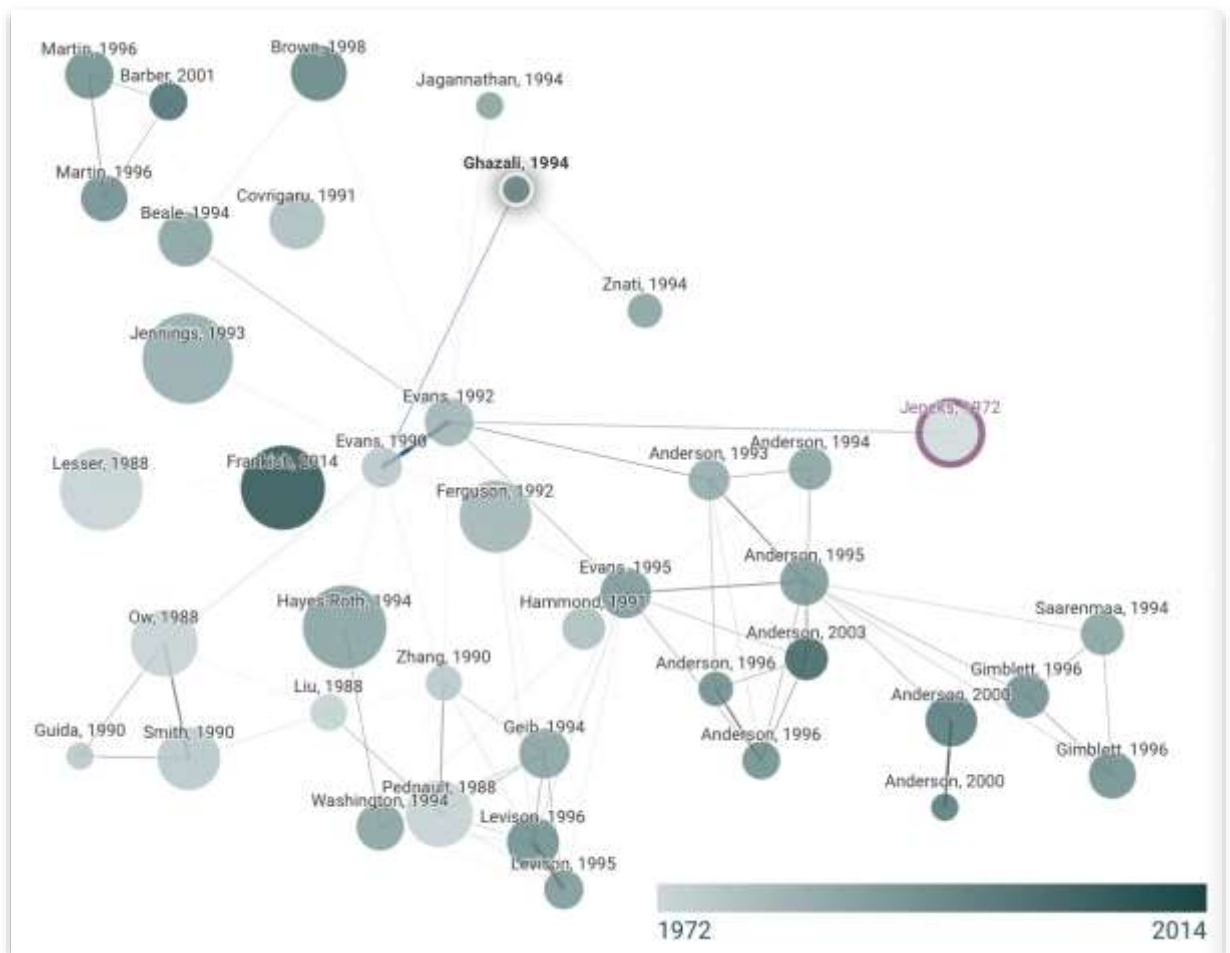 Martin, 1996
Brown, 1998
Barber, 2001
Jagannathan, 1994
Ghazali, 1994
Martin, 1996
Covrigaru, 1991
Beale, 1994
Znati, 1994
Jennings, 1993
Evans, 1992
Jencks, 1972
Evans, 1990
Anderson, 1994
Anderson, 1993
Lesser, 1988
Frankish, 2014
Ferguson, 1992
Anderson, 1995
Evans, 1995
Hayes-Roth, 1994
Hammond, 1991
Saarenmaa, 1994
Ow, 1988
Anderson, 2003
Zhang, 1990
Anderson, 1996
Gimblett, 1996
Liu, 1988
Anderson, 2000
Guida, 1990
Smith, 1990
Geib, 1994
Anderson, 1996
Gimblett, 1996
Anderson, 2000
Pednault, 1988
Washington, 1994
Levison, 1996
Levison, 1995
1972
2014